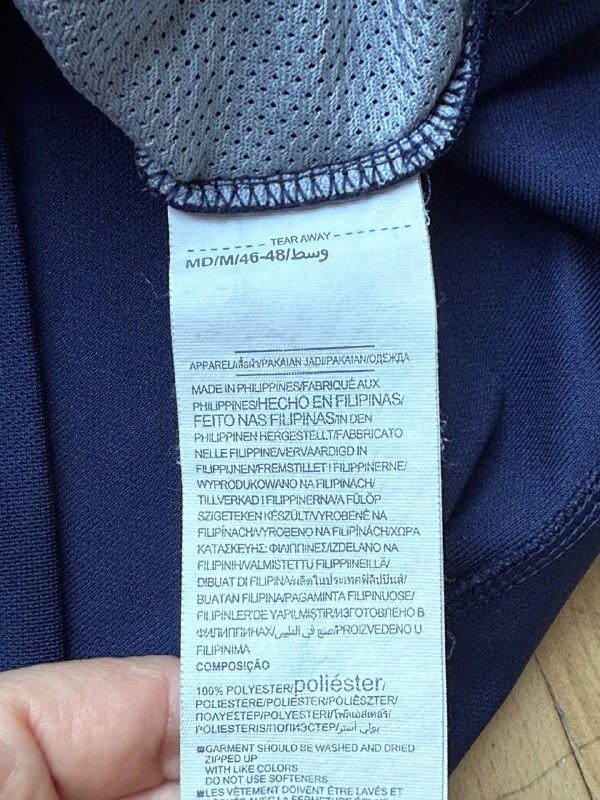 TEAR AWAY
MD/M/46-48/وسط
APPAREL/เสื้อผ้า/PAKAIAN JADI/PAKAIAN/ОДЕЖДА
MADE IN PHILIPPINES/FABRIQUÉ AUX
PHILIPPINES/HECHO EN FILIPINAS/
FEITO NAS FILIPINAS/IN DEN
PHILIPPINEN HERGESTELLT/FABBRICATO
NELLE FILIPPINE/VERVAARDIGD IN
FILIPPIJNEN/FREMSTILLET I FILIPPINERNE/
WYPRODUKOWANO NA FILIPINACH/
TILLVERKAD I FILIPPINERNA/A FÜLÖP
SZIGETEKEN KÉSZÜLT/VYROBENÉ NA
FILIPÍNACH/VYROBENO NA FILIPÍNÁCH/ΧΩΡΑ
ΚΑΤΑΣΚΕΥΗΣ: ΦΙΛΙΠΠΙΝΕΣ/IZDELANO NA
FILIPINIH/VALMISTETTU FILIPPIINEILLÄ/
DIBUAT DI FILIPINA/ผลิตในประเทศฟิลิปปินส์/
BUATAN FILIPINA/PAGAMINTA FILIPINUOSE/
FILIPINLER'DE YAPILMIŞTIR/ИЗГОТОВЛЕНО В
ФИЛИППИНАХ/صنع في الفلبين/PROIZVEDENO U
FILIPINIMA
COMPOSIÇÃO
100% POLYESTER/poliéster/
POLIESTERE/POLIÉSTER/POLIÉSZTER/
ΠΟΛΥΕΣΤΕΡ/POLYESTERI/โพลีเอสเตอร์/
POLIESTERIS/ПОЛИЭСТЕР/بولي أستر
GARMENT SHOULD BE WASHED AND DRIED
ZIPPED UP
WITH LIKE COLORS
DO NOT USE SOFTENERS
LES VÊTEMENT DOIVENT ÊTRE LAVÉS ET